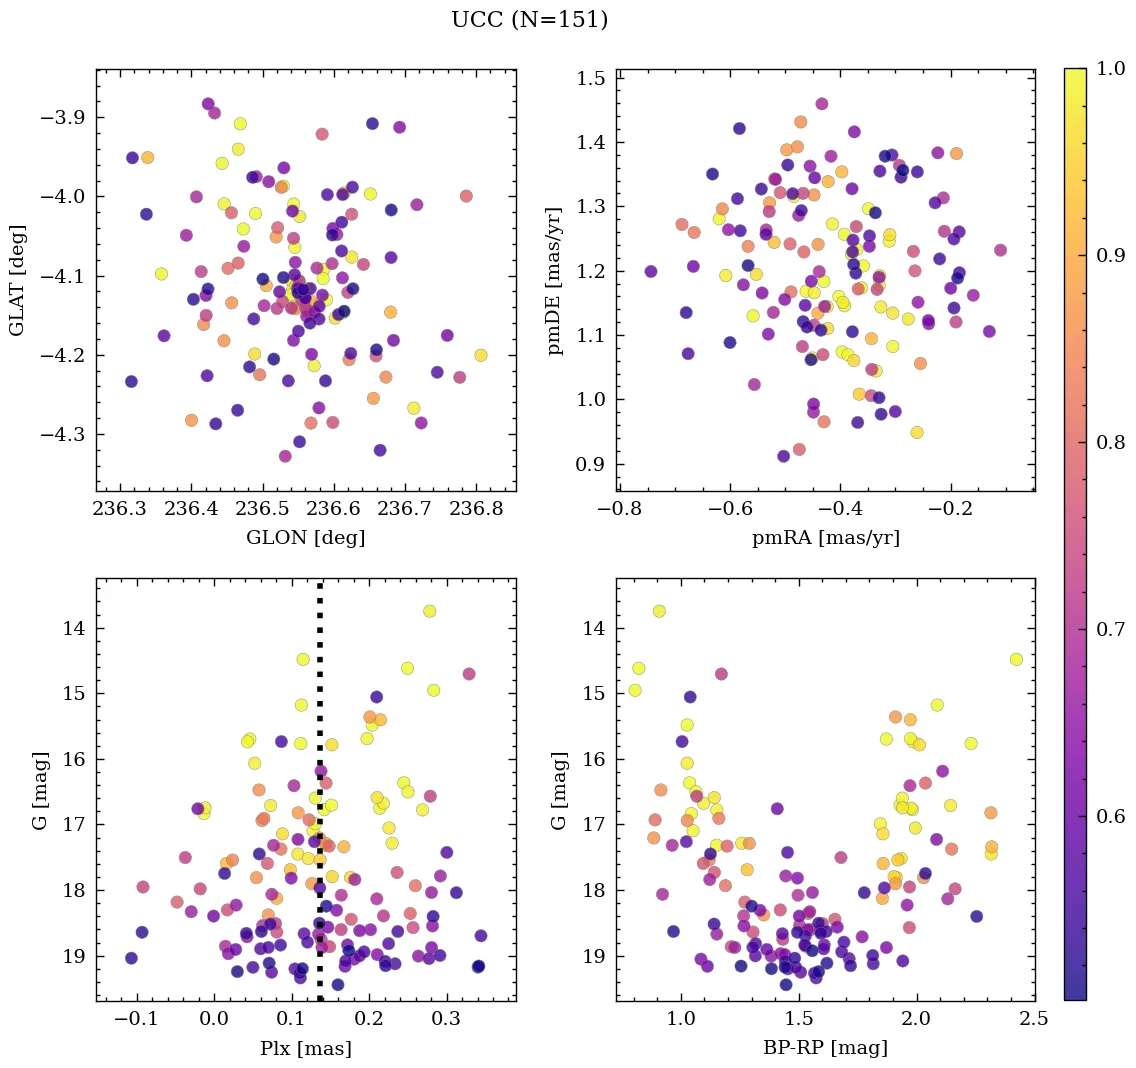 UCC (N=151)
−3.9
−4.0
−4.1
−4.2
−4.3
GLAT [deg]
236.3 236.4 236.5 236.6 236.7 236.8
GLON [deg]
1.5
1.4
1.3
1.2
1.1
1.0
0.9
pmDE [mas/yr]
−0.8 −0.6 −0.4 −0.2
pmRA [mas/yr]
1.0
0.9
0.8
0.7
0.6
14
15
16
17
18
19
G [mag]
−0.1 0.0 0.1 0.2 0.3
Plx [mas]
14
15
16
17
18
19
G [mag]
1.0 1.5 2.0 2.5
BP-RP [mag]